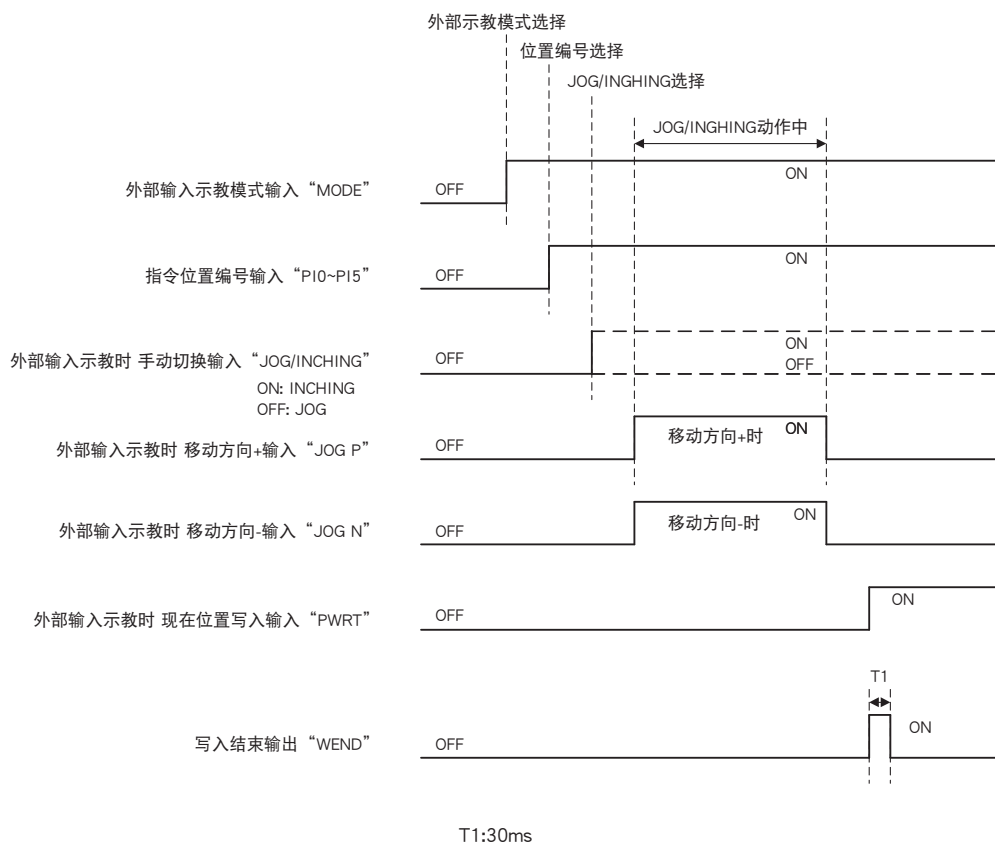 外部示教模式选择
位置编号选择
JOG/INGHING选择
JOG/INGHING动作中
外部输入示教模式输入“MODE”
OFF
ON
指令位置编号输入“PI0~PI5”
OFF
ON
外部输入示教时 手动切换输入“JOG/INCHING”
ON: INCHING
OFF: JOG
OFF
ON
OFF
外部输入示教时 移动方向+输入“JOG P”
OFF
移动方向+时
ON
外部输入示教时 移动方向-输入“JOG N”
OFF
移动方向-时
ON
外部输入示教时 现在位置写入输入“PWRT”
OFF
ON
T1
写入结束输出“WEND”
OFF
ON
T1:30ms